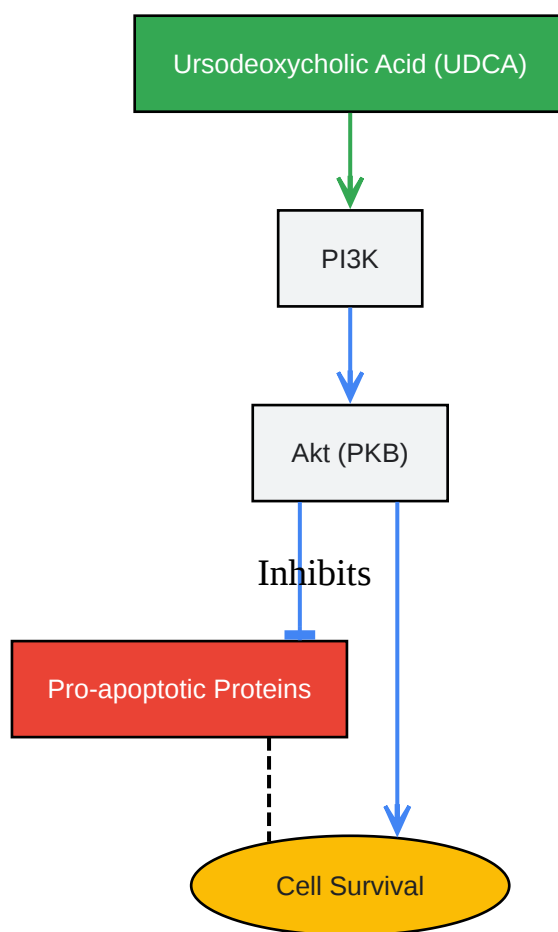 Ursodeoxycholic Acid (UDCA)
PI3K
Akt (PKB)
Inhibits
Pro-apoptotic Proteins
Cell Survival